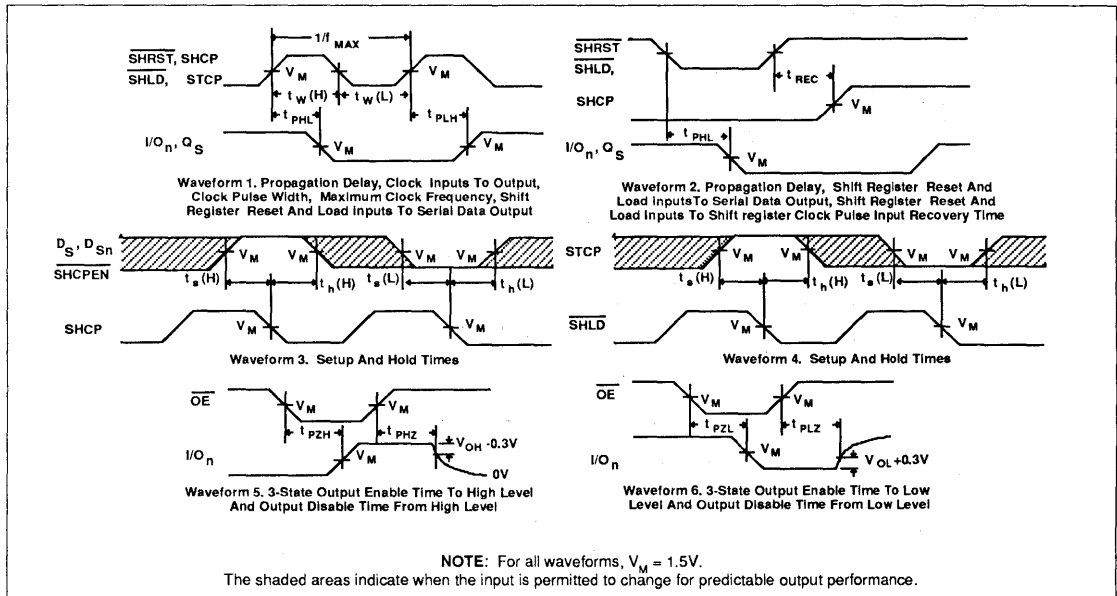 1/f MAX
SHRST, SHCP
SHLD, STCP
V M V M
t W (H) t W (L)
t PHL t PLH
I/O n , Q S
V M V M
Waveform 1. Propagation Delay, Clock Inputs To Output,
Clock Pulse Width, Maximum Clock Frequency, Shift
Register Reset And Load Inputs To Serial Data Output
SHRST
SHLD,
t REC
SHCP
V M
t PHL
I/O n , Q S
V M
Waveform 2. Propagation Delay, Shift Register Reset And
Load InputsTo Serial Data Output, Shift Register Reset And
Load Inputs To Shift register Clock Pulse Input Recovery Time
D S , D Sn
SHCPEN
V M V M V M V M
t s (H) t h (H) t s (L) t h (L)
SHCP
V M V M
Waveform 3. Setup And Hold Times
STCP
V M V M V M V M
t s (H) t h (H) t s (L) t h (L)
SHLD
V M V M
Waveform 4. Setup And Hold Times
OE
V M V M
t PZH t PHZ
V OH -0.3V
I/O n
V M
0V
Waveform 5. 3-State Output Enable Time To High Level
And Output Disable Time From High Level
OE
V M V M
t PZL t PLZ
I/O n
V M
V OL +0.3V
Waveform 6. 3-State Output Enable Time To Low
Level And Output Disable Time From Low Level
NOTE: For all waveforms, V M = 1.5V.
The shaded areas indicate when the input is permitted to change for predictable output performance.